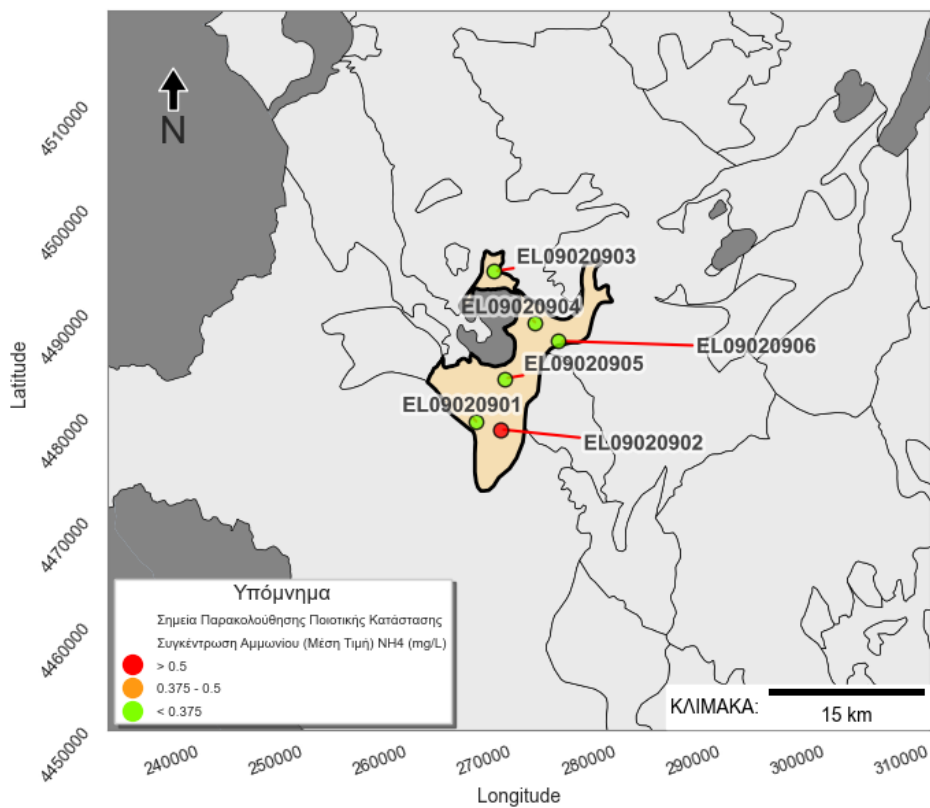 Latitude
4510000
4500000
4490000
4480000
4470000
4460000
4450000
N
EL09020903
EL09020904
EL09020906
EL09020905
EL09020901
EL09020902
Υπόμνημα
Σημεία Παρακολούθησης Ποιοτικής Κατάστασης
Συγκέντρωση Αμμωνίου (Μέση Τιμή) NH4 (mg/L)
> 0.5
0.375 - 0.5
< 0.375
ΚΛΙΜΑΚΑ:
15 km
240000 250000 260000 270000 280000 290000 300000 310000
Longitude